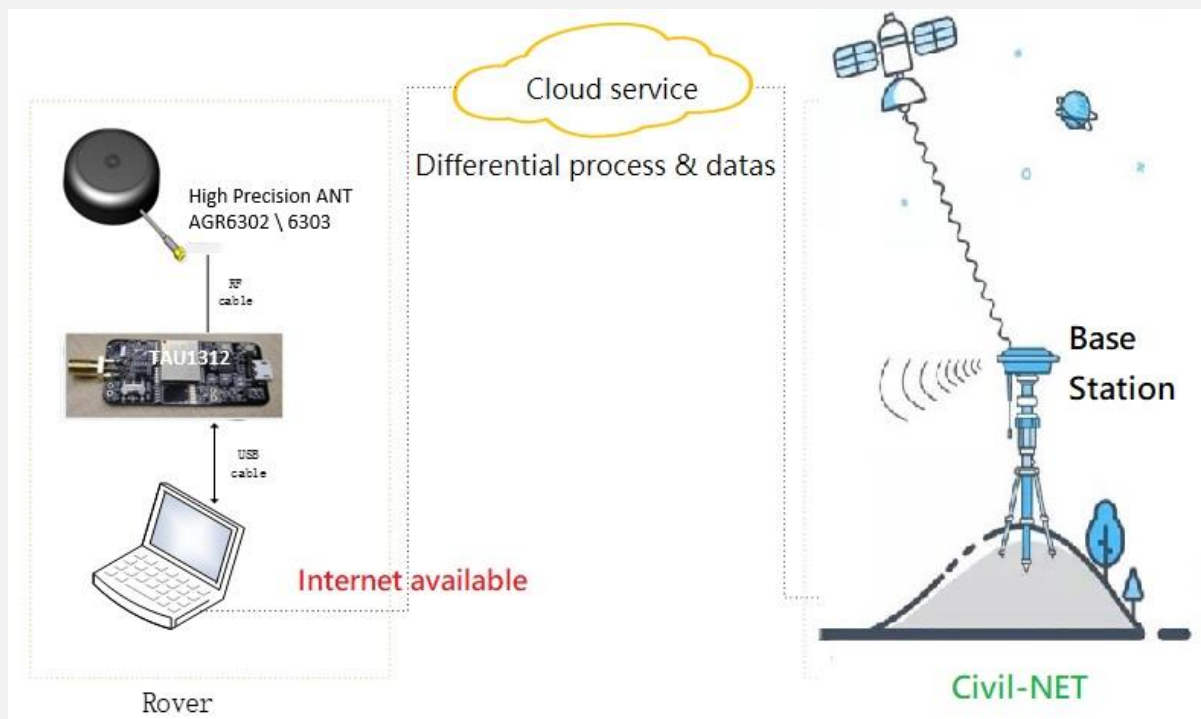 Cloud service
Differential process & datas
High Precision ANT
AGR6302 \ 6303
RF
cable
TAU1312
USB
cable
Internet available
Rover
Base
Station
Civil-NET